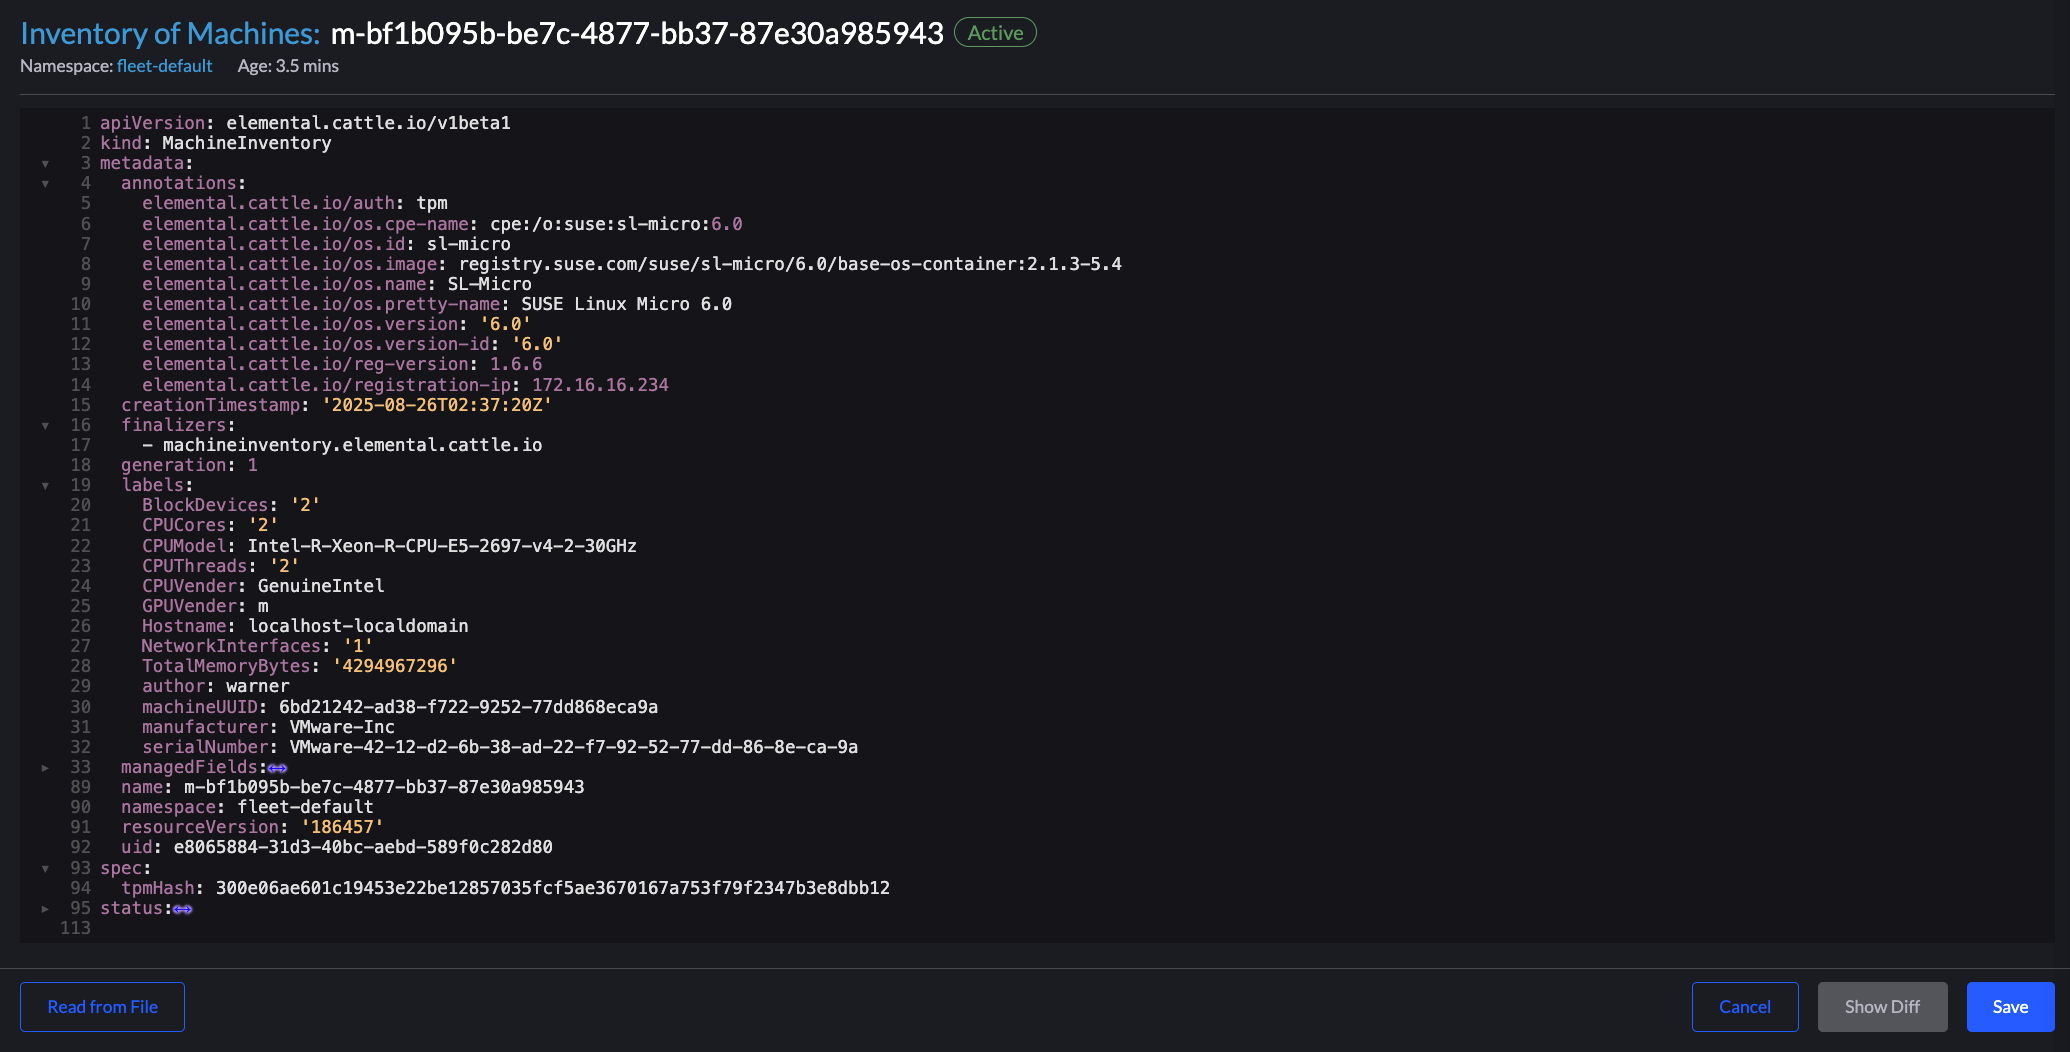 Inventory of Machines: m-bf1b095b-be7c-4877-bb37-87e30a985943 Active
Namespace: fleet-default Age: 3.5 mins
1 apiVersion: elemental.cattle.io/v1beta1
2 kind: MachineInventory
3 metadata:
4 annotations:
5 elemental.cattle.io/auth: tpm
6 elemental.cattle.io/os.cpe-name: cpe:/o:suse:sl-micro:6.0
7 elemental.cattle.io/os.id: sl-micro
8 elemental.cattle.io/os.image: registry.suse.com/suse/sl-micro/6.0/base-os-container:2.1.3-5.4
9 elemental.cattle.io/os.name: SL-Micro
10 elemental.cattle.io/os.pretty-name: SUSE Linux Micro 6.0
11 elemental.cattle.io/os.version: '6.0'
12 elemental.cattle.io/os.version-id: '6.0'
13 elemental.cattle.io/reg-version: 1.6.6
14 elemental.cattle.io/registration-ip: 172.16.16.234
15 creationTimestamp: '2025-08-26T02:37:20Z'
16 finalizers:
17 - machineinventory.elemental.cattle.io
18 generation: 1
19 labels:
20 BlockDevices: '2'
21 CPUCores: '2'
22 CPUModel: Intel-R-Xeon-R-CPU-E5-2697-v4-2-30GHz
23 CPUThreads: '2'
24 CPUVender: GenuineIntel
25 GPUVender: m
26 Hostname: localhost-localdomain
27 NetworkInterfaces: '1'
28 TotalMemoryBytes: '4294967296'
29 author: warner
30 machineUUID: 6bd21242-ad38-f722-9252-77dd868eca9a
31 manufacturer: VMware-Inc
32 serialNumber: VMware-42-12-d2-6b-38-ad-22-f7-92-52-77-dd-86-8e-ca-9a
33 managedFields:
89 name: m-bf1b095b-be7c-4877-bb37-87e30a985943
90 namespace: fleet-default
91 resourceVersion: '186457'
92 uid: e8065884-31d3-40bc-aebd-589f0c282d80
93 spec:
94 tpmHash: 300e06ae601c19453e22be12857035fcf5ae3670167a753f79f2347b3e8dbb12
95 status:
113
Read from File Cancel Show Diff Save